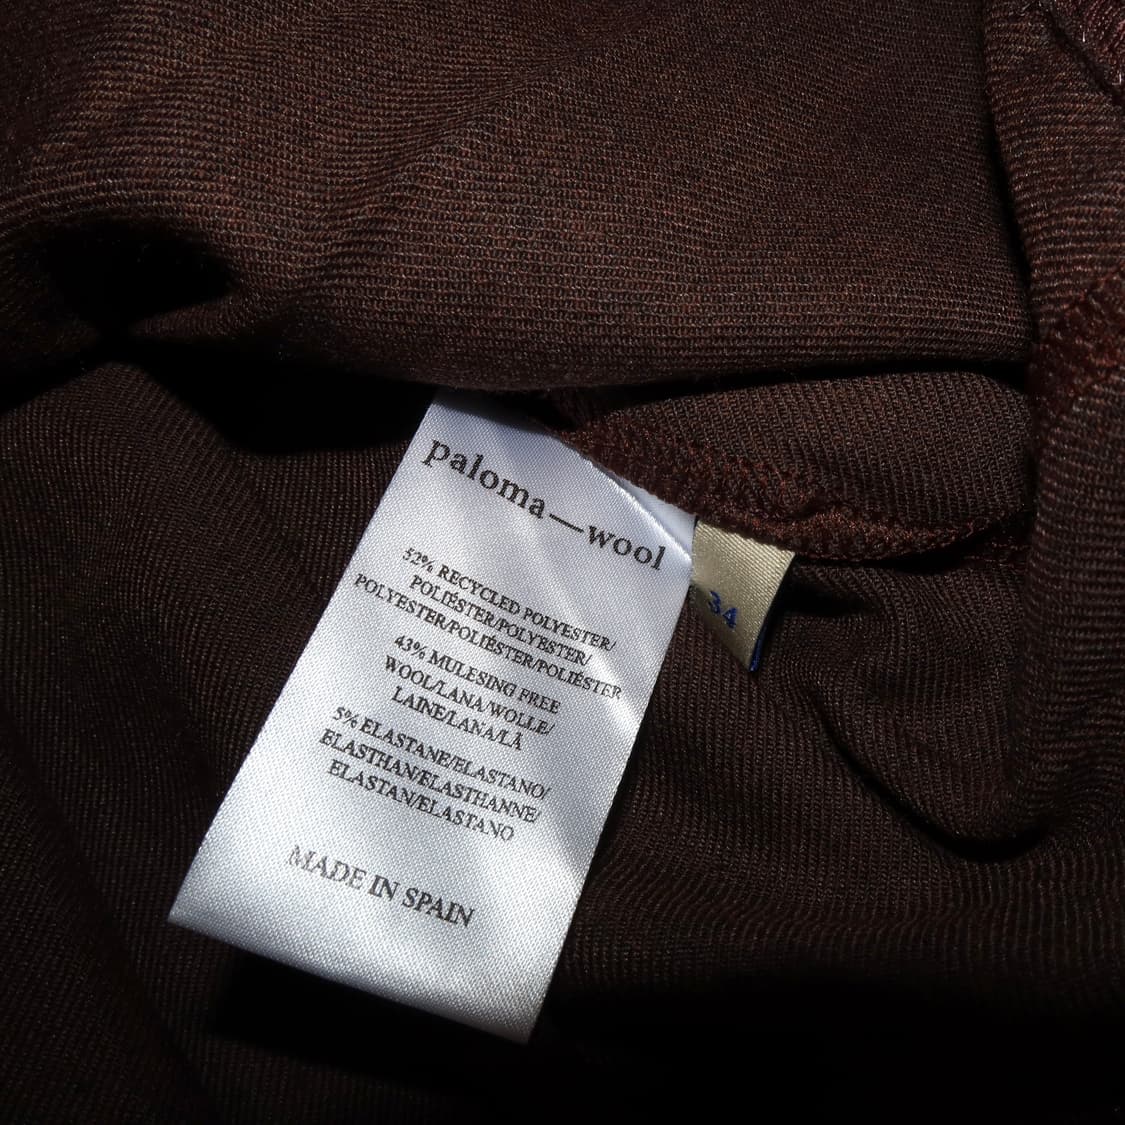 paloma—wool
52% RECYCLED POLYESTER/
POLIÉSTER/POLYESTER/
POLYESTER/POLIÉSTER/POLIÉSTER
43% MULESING FREE
WOOL/LANA/WOLLE/
LAINE/LANA/LÃ
5% ELASTANE/ELASTANO/
ELASTHAN/ELASTHANNE/
ELASTAN/ELASTANO
MADE IN SPAIN
34